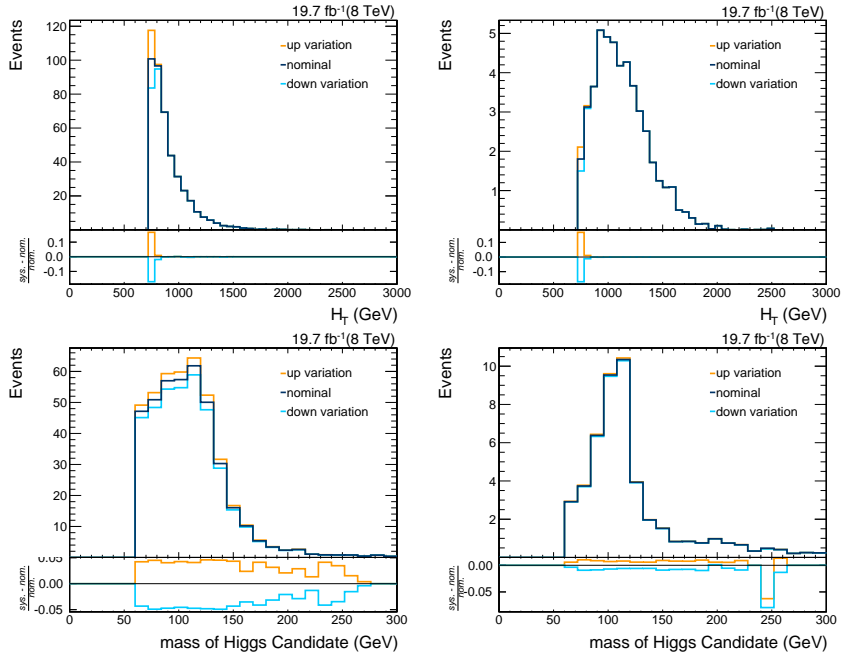 19.7 fb⁻¹(8 TeV)
Events
120
100
80
60
40
20
up variation
nominal
down variation
sys. - nom.
nom.
0.1
0.0
-0.1
0 500 1000 1500 2000 2500 3000
H_T (GeV)
19.7 fb⁻¹(8 TeV)
Events
5
4
3
2
1
up variation
nominal
down variation
sys. - nom.
nom.
0.1
0.0
-0.1
0 500 1000 1500 2000 2500 3000
H_T (GeV)
19.7 fb⁻¹(8 TeV)
Events
60
50
40
30
20
10
up variation
nominal
down variation
sys. - nom.
nom.
0.05
0.00
-0.05
0 50 100 150 200 250 300
mass of Higgs Candidate (GeV)
19.7 fb⁻¹(8 TeV)
Events
10
8
6
4
2
up variation
nominal
down variation
sys. - nom.
nom.
0.00
-0.05
0 50 100 150 200 250 300
mass of Higgs Candidate (GeV)